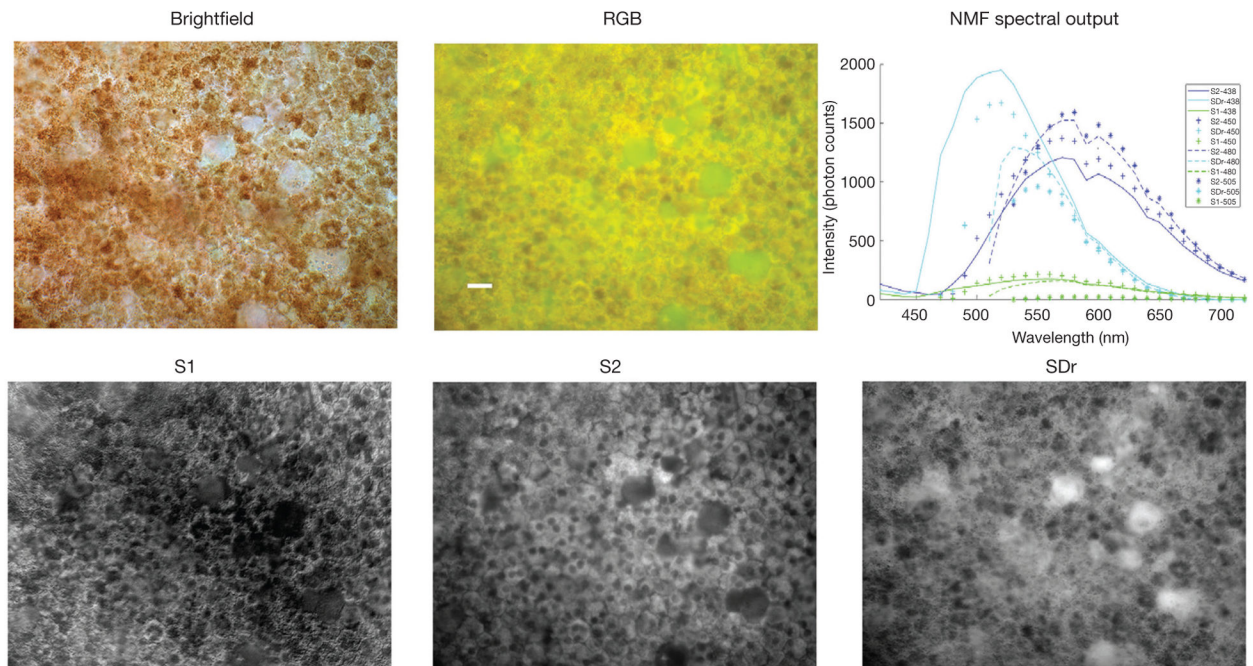 Brightfield
RGB
NMF spectral output
Intensity (photon counts)
2000
1500
1000
500
0
450
500
550
600
650
700
Wavelength (nm)
S2-438
SDr-438
S1-438
S2-450
SDr-450
S1-450
S2-480
SDr-480
S1-480
S2-505
SDr-505
S1-505
S1
S2
SDr